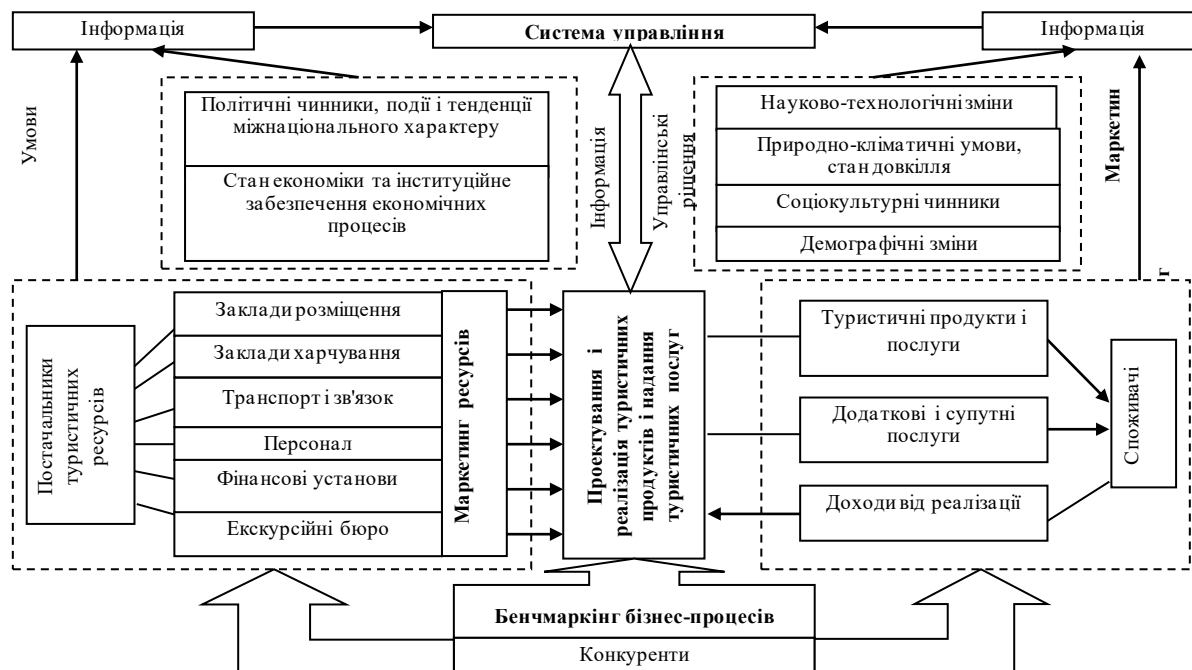 Інформація
Система управління
Інформація
Умови
Політичні чинники, події і тенденції
міжнаціонального характеру
Стан економіки та інституційне
забезпечення економічних
процесів
Інформація
Управлінські
рішення
Науково-технологічні зміни
Природно-кліматичні умови,
стан довкілля
Соціокультурні чинники
Демографічні зміни
Маркетин
г
Постачальники
туристичних
ресурсів
Заклади розміщення
Заклади харчування
Транспорт і зв'язок
Персонал
Фінансові установи
Екскурсійні бюро
Маркетинг ресурсів
Проектування і
реалізація туристичних
продуктів і надання
туристичних послуг
Туристичні продукти і
послуги
Додаткові і супутні
послуги
Доходи від реалізації
Споживачі
Бенчмаркінг бізнес-процесів
Конкуренти